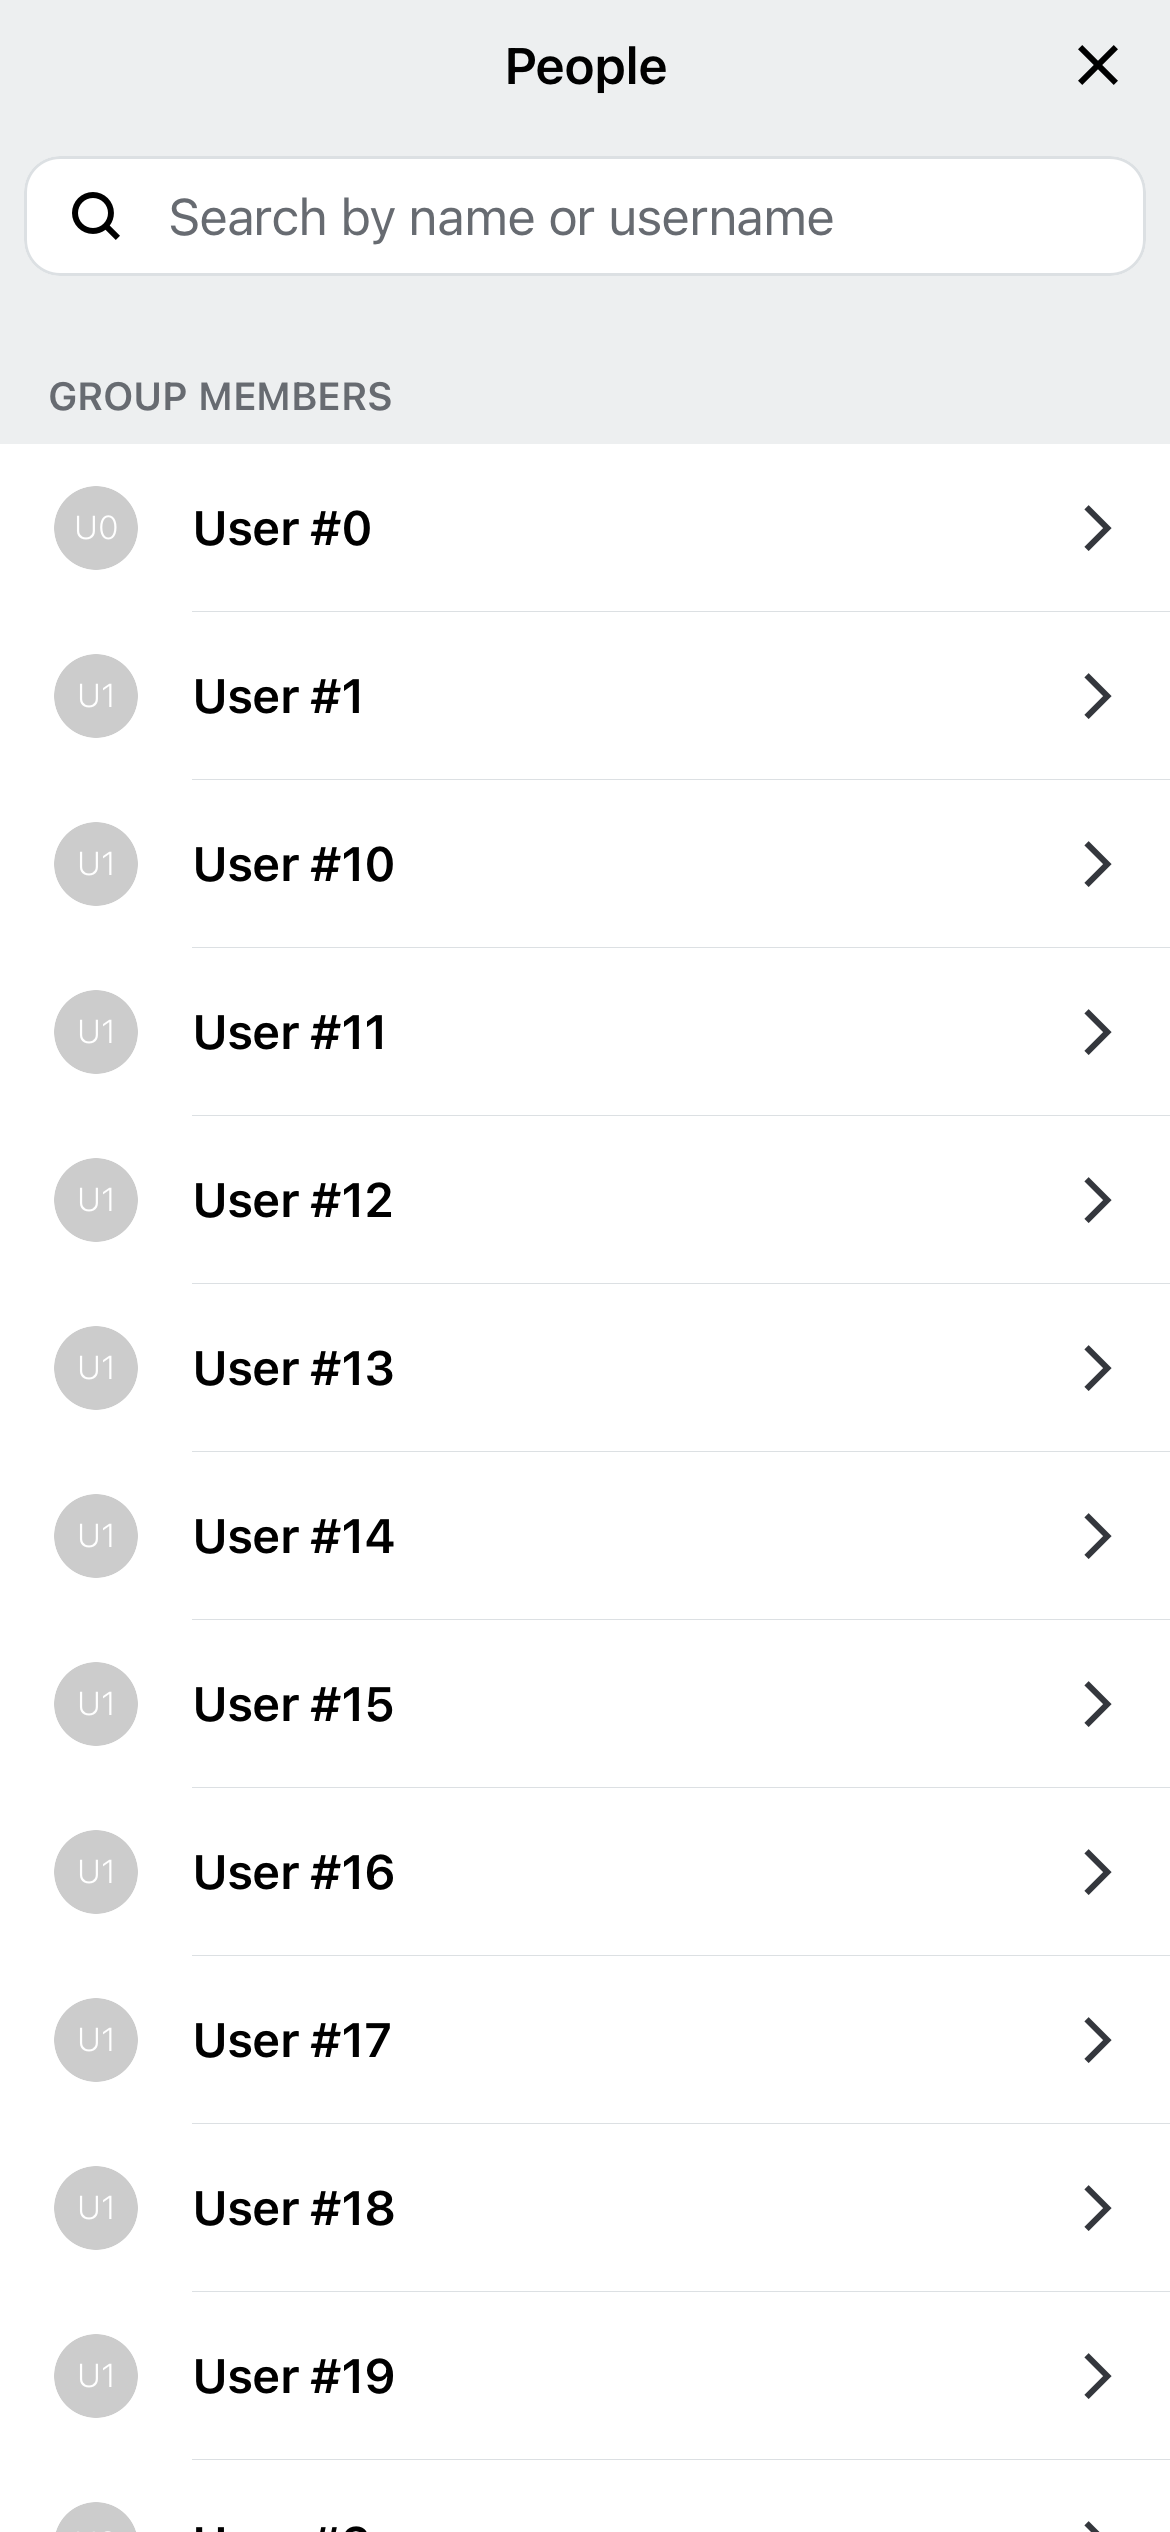 People
Search by name or username
GROUP MEMBERS
U0 User #0
U1 User #1
U1 User #10
U1 User #11
U1 User #12
U1 User #13
U1 User #14
U1 User #15
U1 User #16
U1 User #17
U1 User #18
U1 User #19